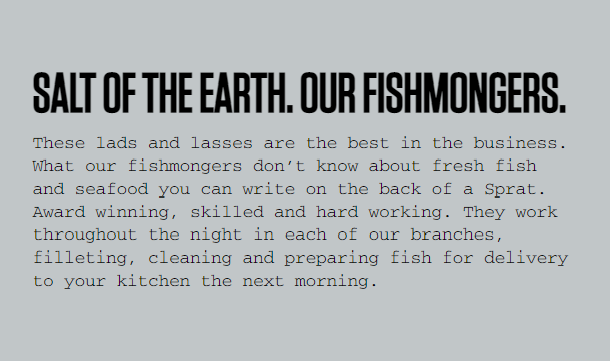 SALT OF THE EARTH. OUR FISHMONGERS.
These lads and lasses are the best in the business.
What our fishmongers don’t know about fresh fish
and seafood you can write on the back of a Sprat.
Award winning, skilled and hard working. They work
throughout the night in each of our branches,
filleting, cleaning and preparing fish for delivery
to your kitchen the next morning.